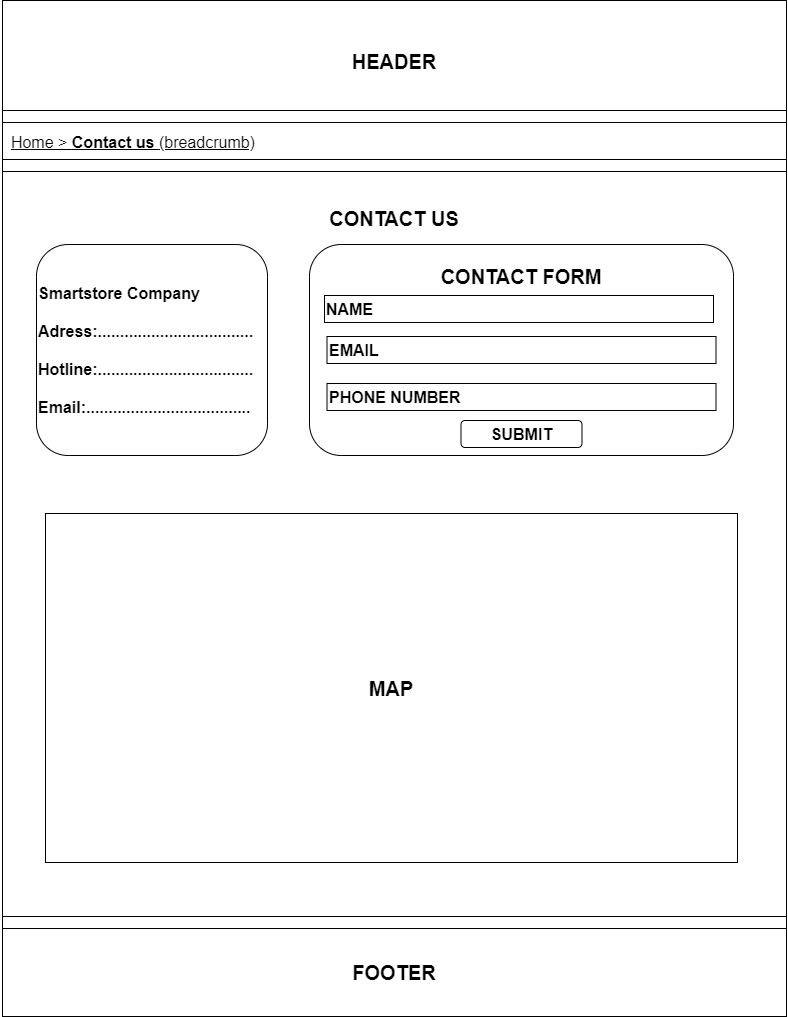 HEADER
Home > Contact us (breadcrumb)
CONTACT US
Smartstore Company
Adress:...................................
Hotline:...................................
Email:.....................................
CONTACT FORM
NAME
EMAIL
PHONE NUMBER
SUBMIT
MAP
FOOTER